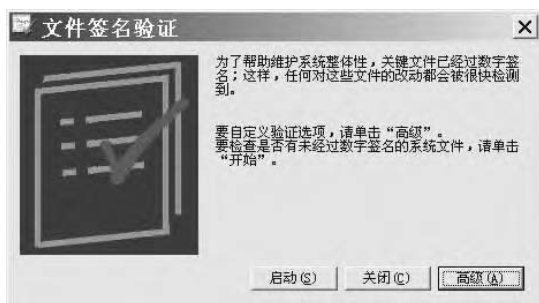 文件签名验证
为了帮助维护系统整体性，关键文件已经过数字签
名；这样，任何对这些文件的改动都会被很快检测
到。
要自定义验证选项，请单击“高级”。
要检查是否有未经过数字签名的系统文件，请单击
“开始”。
启动(S) 关闭(C) 高级(A)